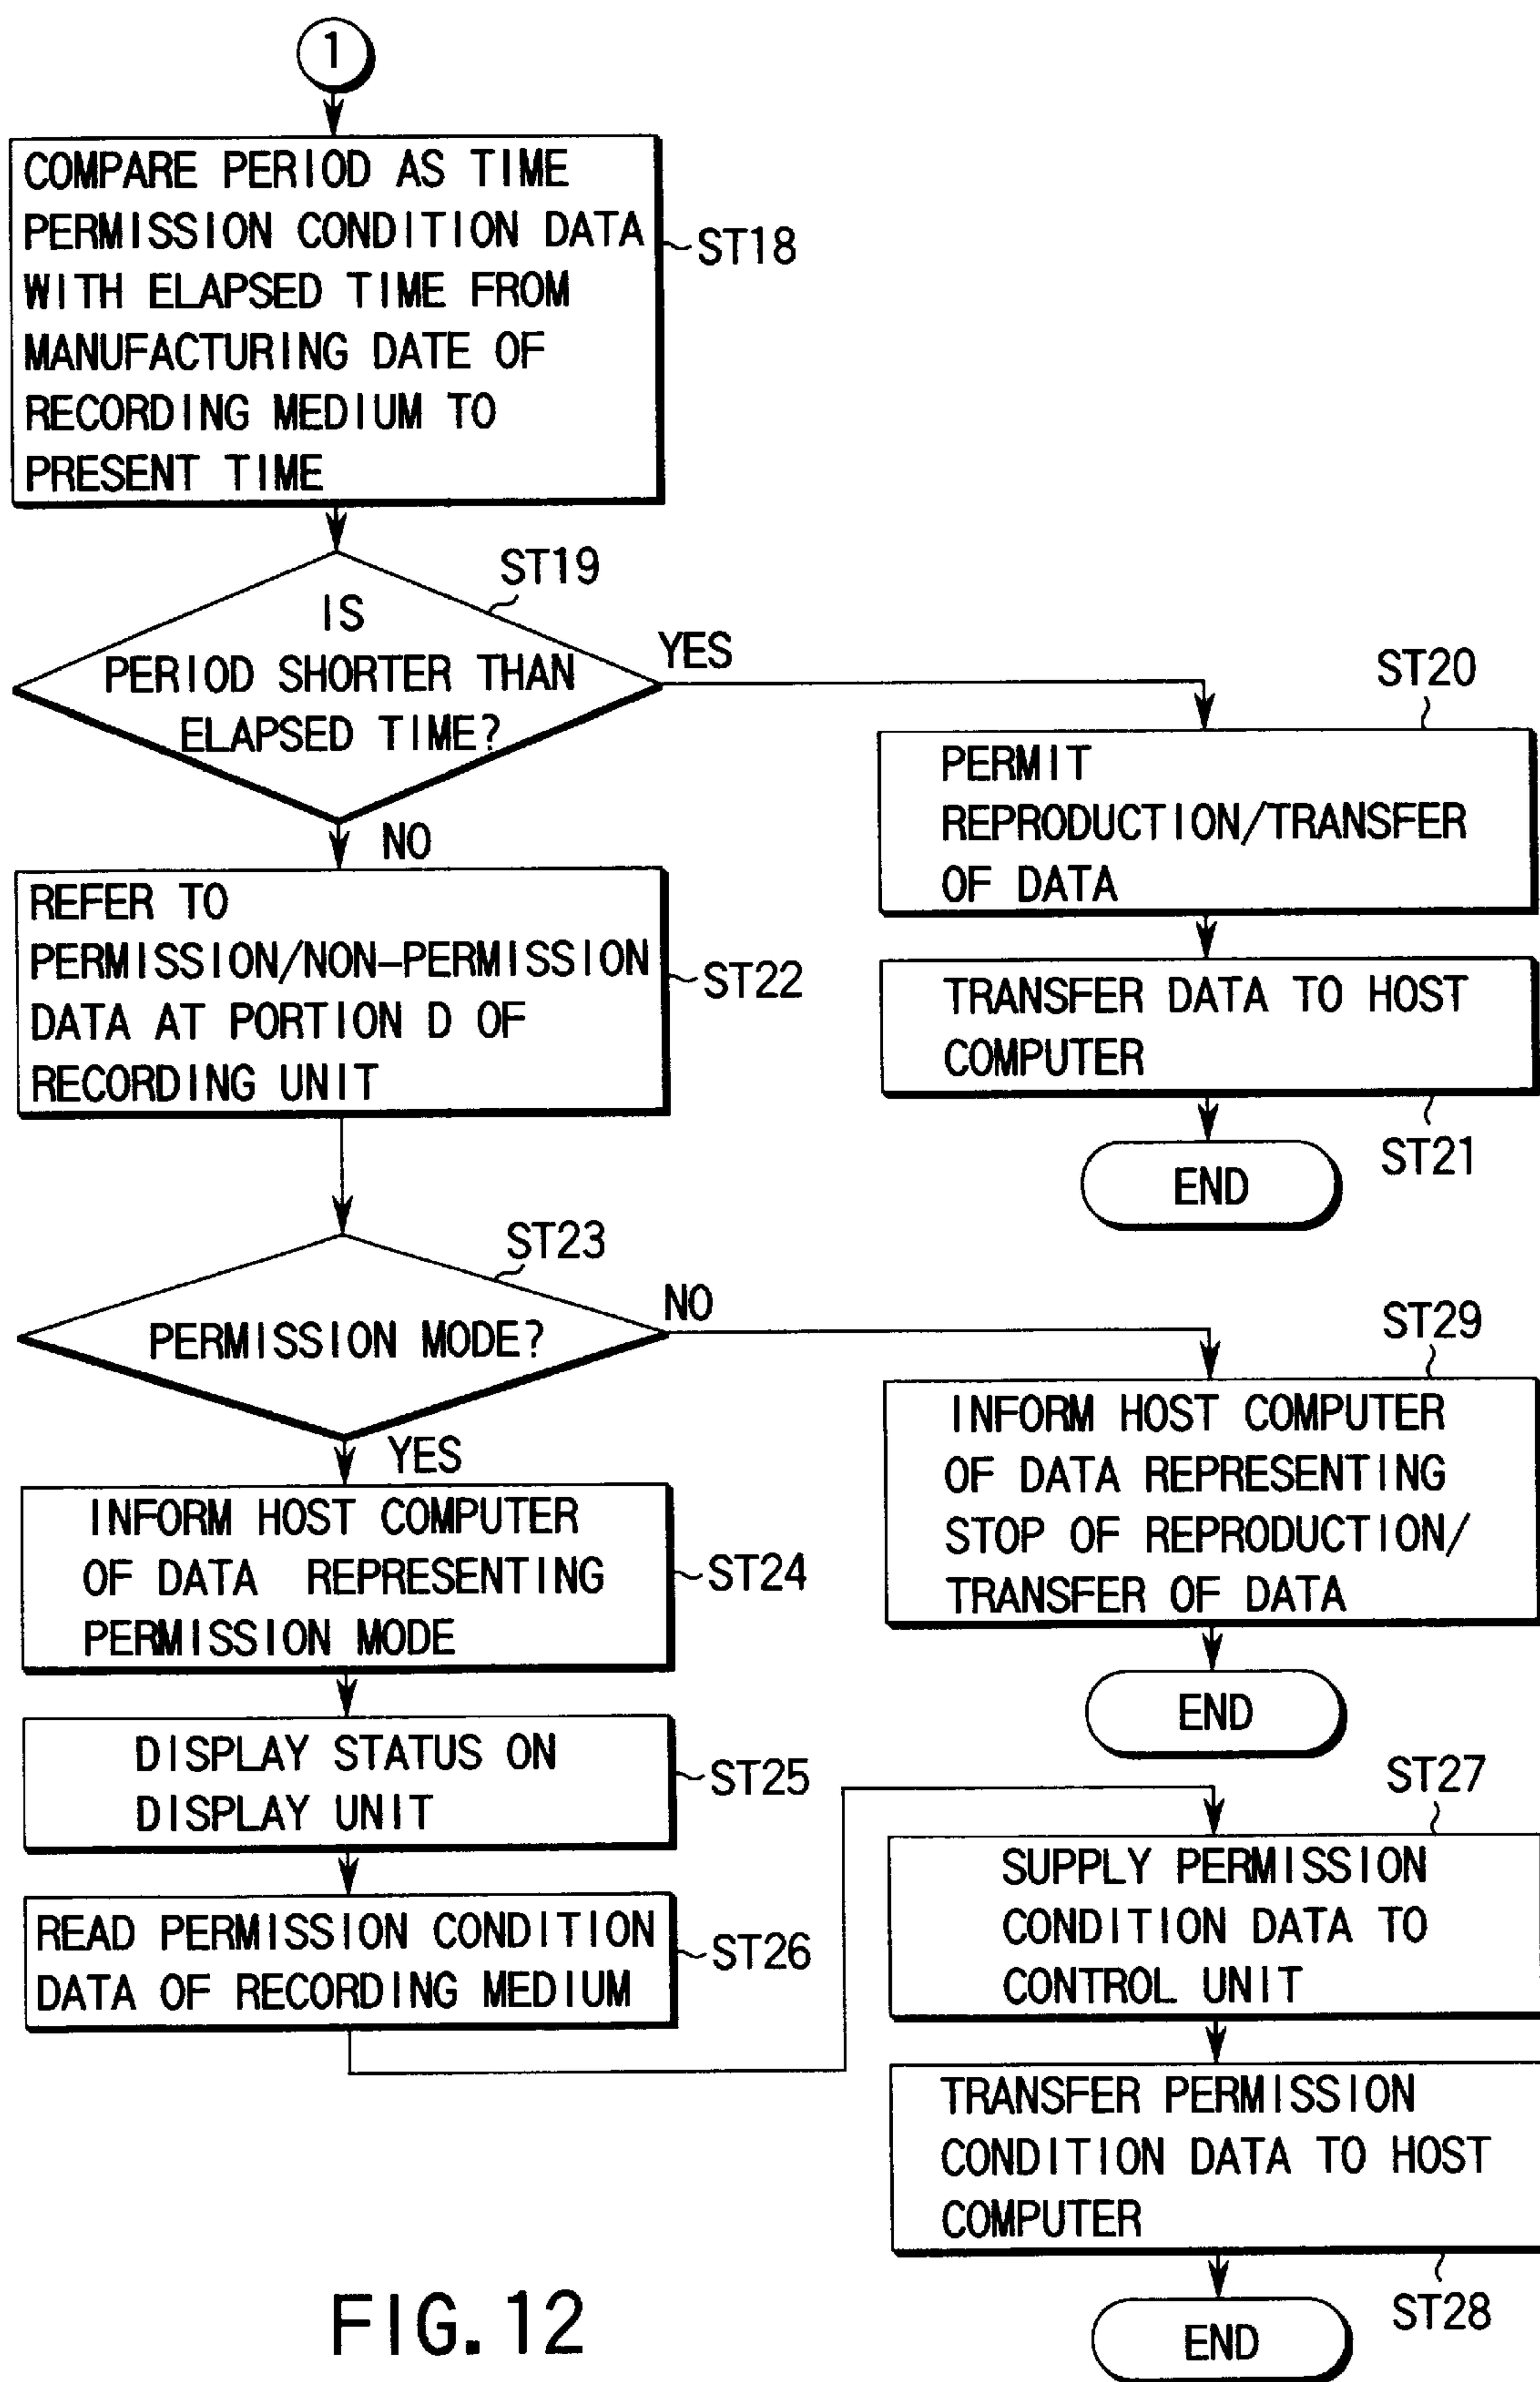 1
COMPARE PERIOD AS TIME
PERMISSION CONDITION DATA
WITH ELAPSED TIME FROM
MANUFACTURING DATE OF
RECORDING MEDIUM TO
PRESENT TIME
ST18
ST19
IS
PERIOD SHORTER THAN
ELAPSED TIME?
YES
NO
ST20
PERMIT
REPRODUCTION/TRANSFER
OF DATA
TRANSFER DATA TO HOST
COMPUTER
ST21
END
REFER TO
PERMISSION/NON-PERMISSION
DATA AT PORTION D OF
RECORDING UNIT
ST22
ST23
PERMISSION MODE?
NO
YES
ST29
INFORM HOST COMPUTER
OF DATA REPRESENTING
STOP OF REPRODUCTION/
TRANSFER OF DATA
END
INFORM HOST COMPUTER
OF DATA REPRESENTING
PERMISSION MODE
ST24
DISPLAY STATUS ON
DISPLAY UNIT
ST25
READ PERMISSION CONDITION
DATA OF RECORDING MEDIUM
ST26
ST27
SUPPLY PERMISSION
CONDITION DATA TO
CONTROL UNIT
TRANSFER PERMISSION
CONDITION DATA TO HOST
COMPUTER
ST28
END
FIG. 12